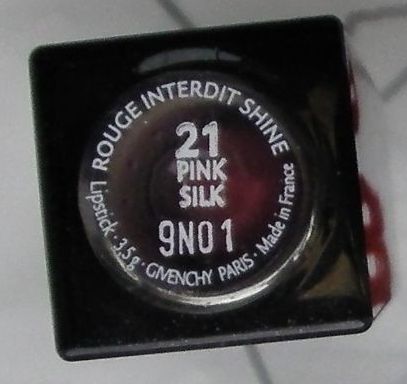 ROUGE INTERDIT SHINE
21
PINK
SILK
9N01
Lipstick · 3,5g · GIVENCHY PARIS · Made in France